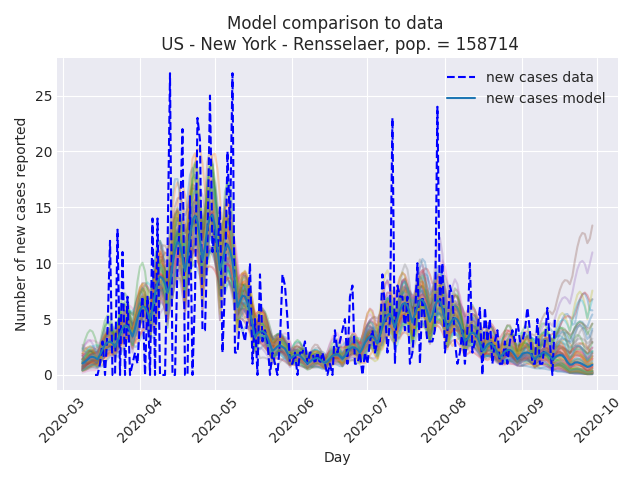 Model comparison to data
US - New York - Rensselaer, pop. = 158714
new cases data
new cases model
Number of new cases reported
25
20
15
10
5
0
2020-03
2020-04
2020-05
2020-06
2020-07
2020-08
2020-09
2020-10
Day